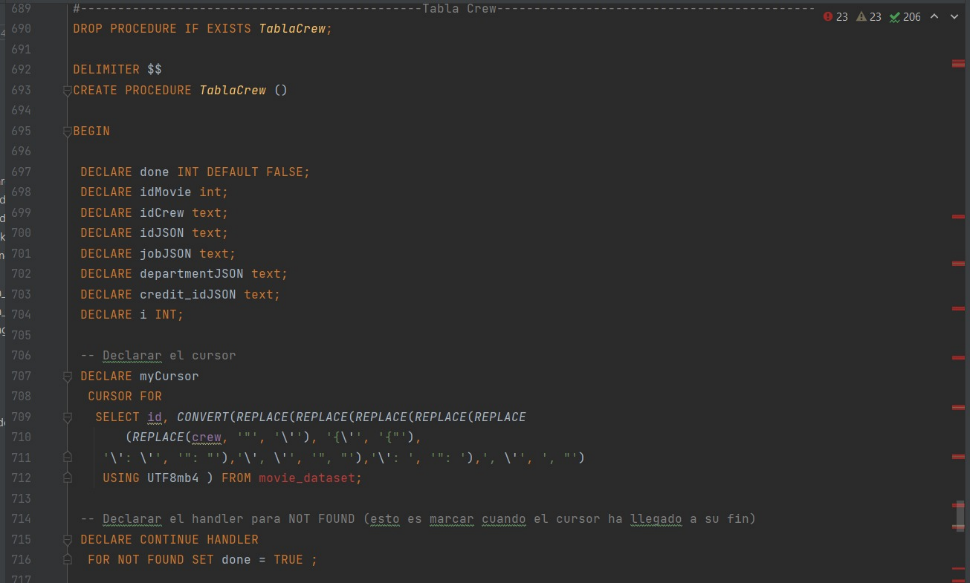 689 #----------------------------------------------Tabla Crew-------------------------------------------
23 23 206
690 DROP PROCEDURE IF EXISTS TablaCrew;
691
692 DELIMITER $$
693 CREATE PROCEDURE TablaCrew ()
694
695 BEGIN
696
697 DECLARE done INT DEFAULT FALSE;
698 DECLARE idMovie int;
699 DECLARE idCrew text;
700 DECLARE idJSON text;
701 DECLARE jobJSON text;
702 DECLARE departmentJSON text;
703 DECLARE credit_idJSON text;
704 DECLARE i INT;
705
706 -- Declarar el cursor
707 DECLARE myCursor
708 CURSOR FOR
709 SELECT id, CONVERT(REPLACE(REPLACE(REPLACE(REPLACE(REPLACE
710 (REPLACE(crew, '"', '\''), '{\'', '{"'),
711 '\': \'', '": "'),'\', \'', '", "'),'\': ', '": '),', \'', ', "')
712 USING UTF8mb4 ) FROM movie_dataset;
713
714 -- Declarar el handler para NOT FOUND (esto es marcar cuando el cursor ha llegado a su fin)
715 DECLARE CONTINUE HANDLER
716 FOR NOT FOUND SET done = TRUE ;
717